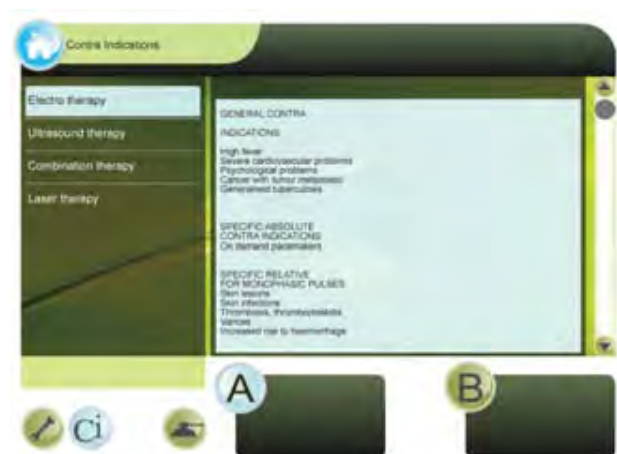 Contra Indications
Electro therapy
Ultrasound therapy
Combination therapy
Laser therapy
GENERAL CONTRA
INDICATIONS
High fever
Severe cardiovascular problems
Psychological problems
Cancer with tumor metastasis
Generalised tuberculosis
SPECIFIC ABSOLUTE
CONTRA INDICATIONS
On demand pacemakers
SPECIFIC RELATIVE
FOR MONOPHASIC PULSES
Skin lesions
Skin infections
Thrombosis, thrombophlebitis
Varices
Increased rise to haemorrhage
A
B
Ci